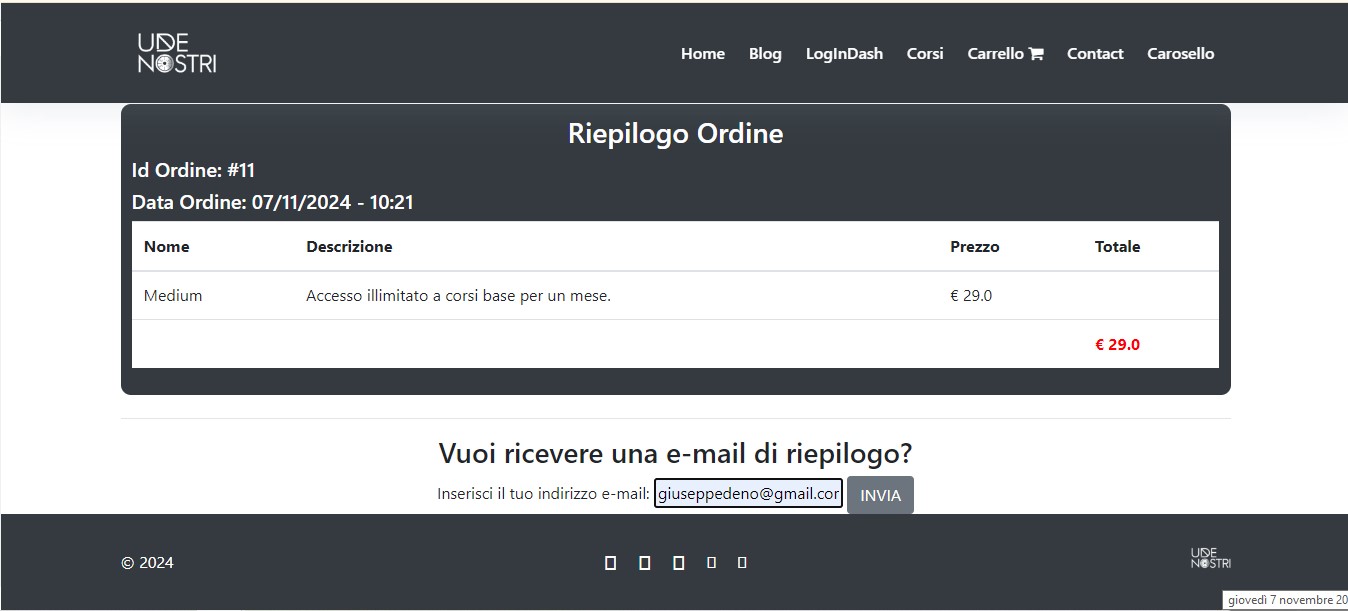 UDE
NOSTRI
Home Blog LogInDash Corsi Carrello Contact Carosello
Riepilogo Ordine
Id Ordine: #11
Data Ordine: 07/11/2024 - 10:21
Nome Descrizione Prezzo Totale
Medium Accesso illimitato a corsi base per un mese. € 29.0
€ 29.0
Vuoi ricevere una e-mail di riepilogo?
Inserisci il tuo indirizzo e-mail: giuseppedeno@gmail.cor INVIA
© 2024
UDE
NOSTRI
giovedì 7 novembre 20